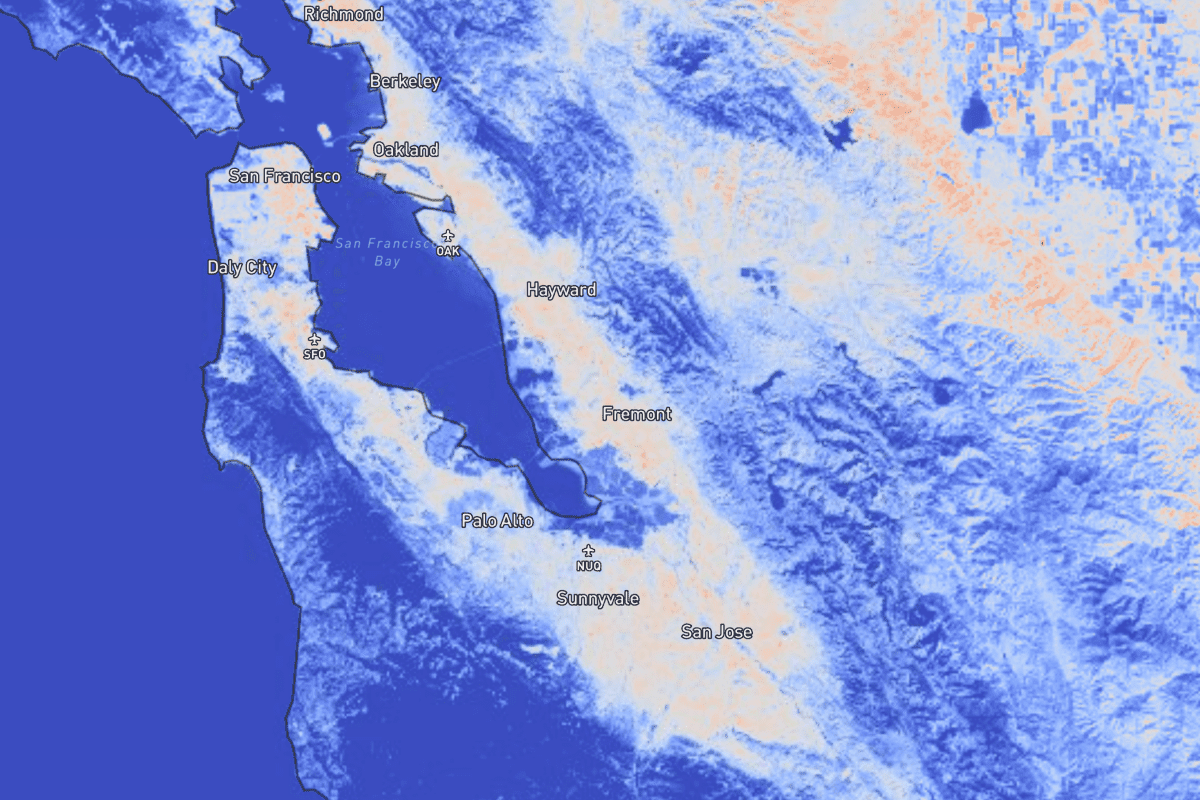 Richmond
Berkeley
Oakland
San Francisco
San Francisco
Bay
OAK
Daly City
Hayward
SFO
Fremont
Palo Alto
NUQ
Sunnyvale
San Jose